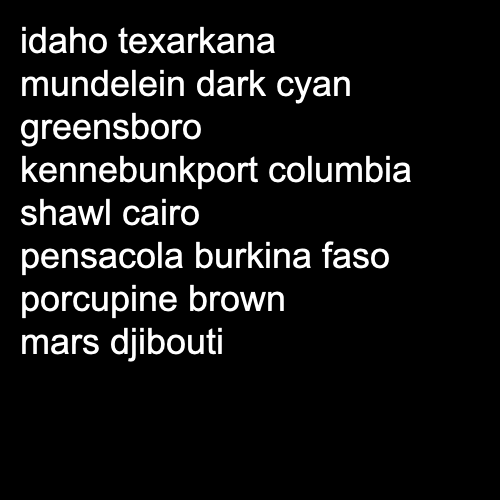 idaho texarkana
mundelein dark cyan
greensboro
kennebunkport columbia
shawl cairo
pensacola burkina faso
porcupine brown
mars djibouti